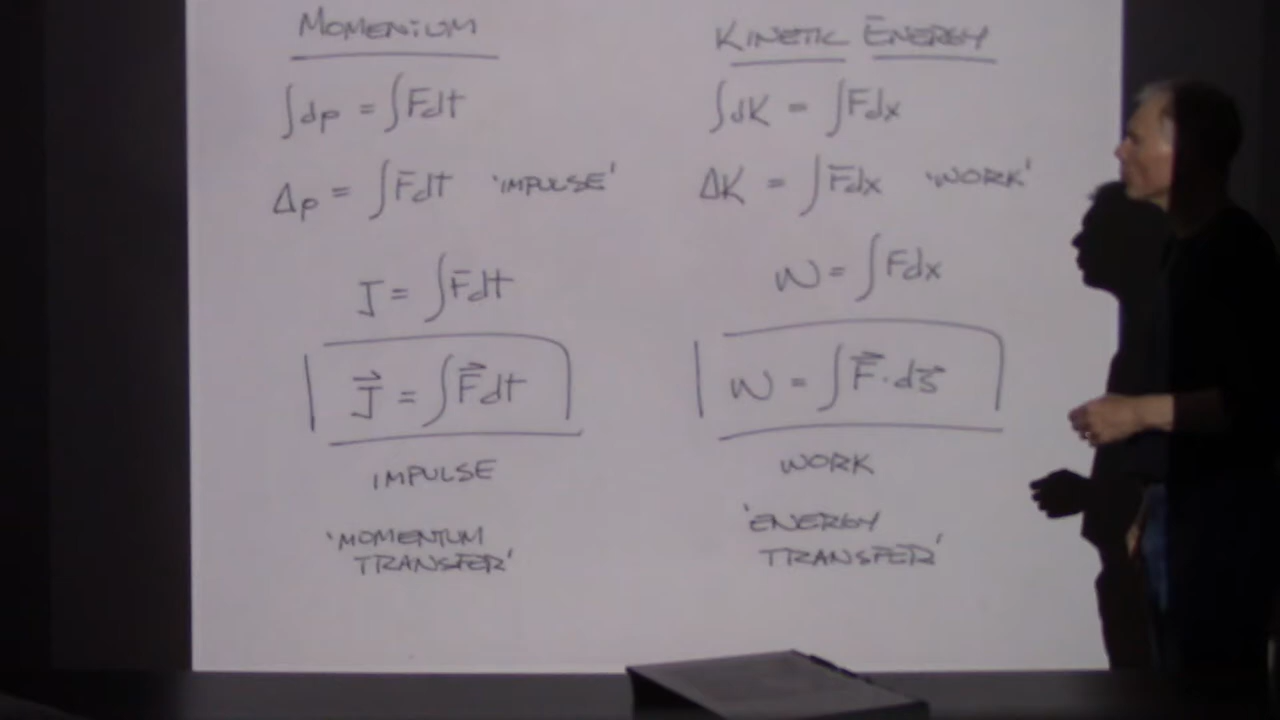 MOMENTUM
∫dp = ∫Fdt
Δp = ∫Fdt 'IMPULSE'
J = ∫Fdt
J⃗ = ∫F⃗dt
IMPULSE
'MOMENTUM
TRANSFER'
KINETIC ENERGY
∫dK = ∫Fdx
ΔK = ∫Fdx 'WORK'
W = ∫Fdx
W = ∫F⃗·ds⃗
WORK
'ENERGY
TRANSFER'